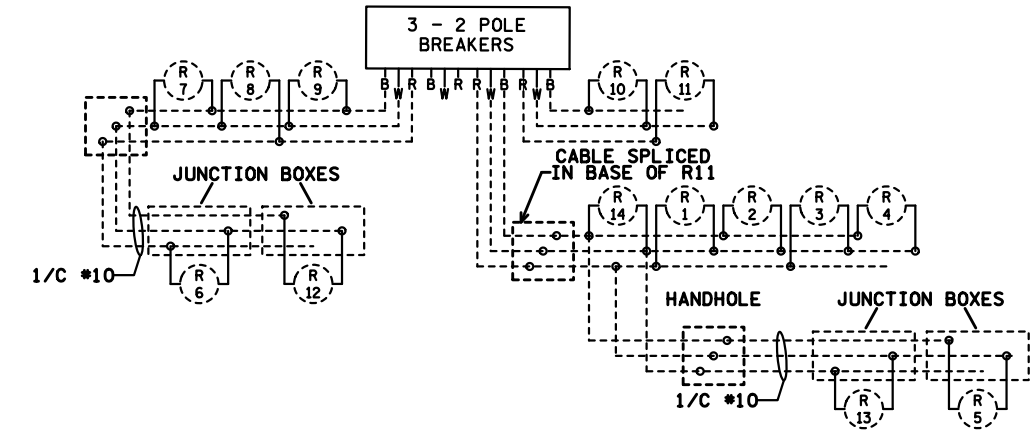 3 - 2 POLE
BREAKERS
B W R B W R R W B R W B
R 7
R 8
R 9
R 10
R 11
CABLE SPLICED
IN BASE OF R11
JUNCTION BOXES
R 14
R 1
R 2
R 3
R 4
1/C #10
R 6
R 12
HANDHOLE
JUNCTION BOXES
1/C #10
R 13
R 5